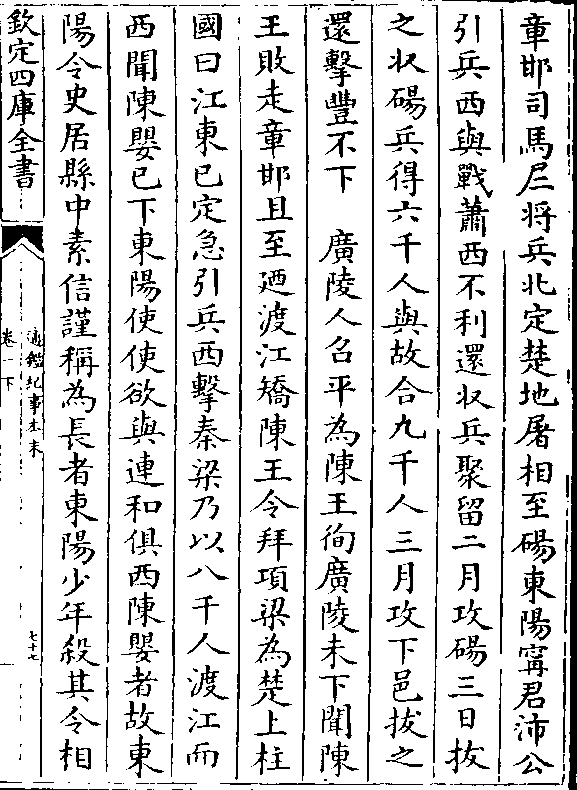 章邯司馬𡰥将兵北定楚地屠相至碭東陽寗君沛公
引兵西與戰蕭西不利還收兵聚留二月攻碭三日拔
之收碭兵得六千人與故合九千人三月攻下邑拔之
還擊豐不下　廣陵人召平為陳王徇廣陵未下聞陳
王敗走章邯且至廼渡江矯陳王令拜項梁為楚上柱
國曰江東已定急引兵西擊秦梁乃以八千人渡江而
西聞陳嬰已下東陽使使欲與連和俱西陳嬰者故東
陽令史居縣中素信謹稱為長者東陽少年殺其令相
欽定四庫全書
通鑑紀事本末
卷一下
七十七